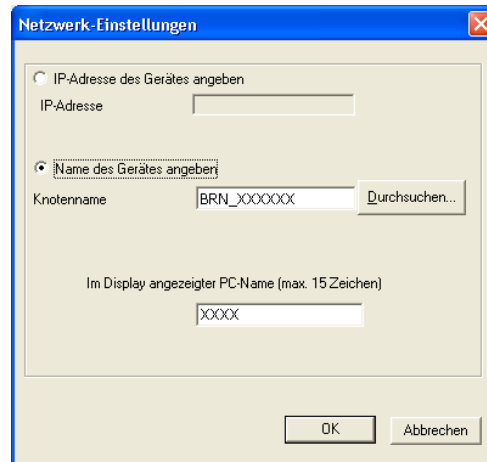 Netzwerk-Einstellungen
IP-Adresse des Gerätes angeben
IP-Adresse
Name des Gerätes angeben
Knotenname BRN_XXXXXX Durchsuchen...
Im Display angezeigter PC-Name (max. 15 Zeichen)
XXXX
OK Abbrechen